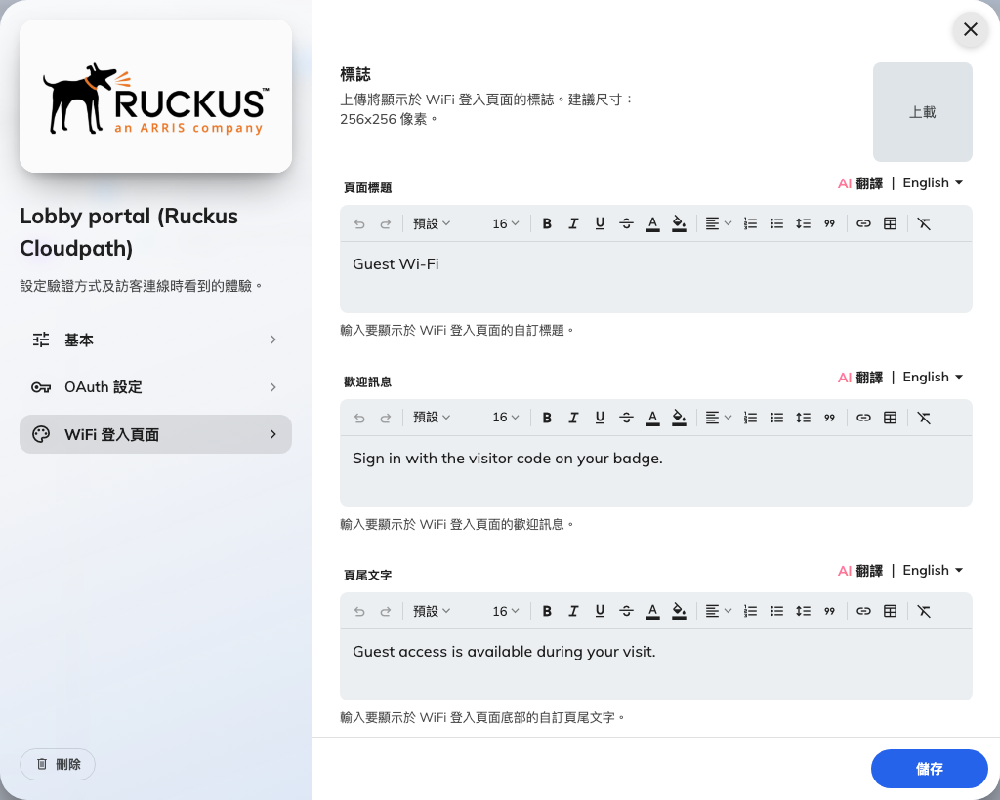 RUCKUS™
an ARRIS company
Lobby portal (Ruckus
Cloudpath)
設定驗證方式及訪客連線時看到的體驗。
基本
OAuth 設定
WiFi 登入頁面
刪除
標誌
上傳將顯示於 WiFi 登入頁面的標誌。建議尺寸：
256x256 像素。
上載
頁面標題
AI 翻譯 | English
預設 16 B I U S A
Guest Wi-Fi
輸入要顯示於 WiFi 登入頁面的自訂標題。
歡迎訊息
AI 翻譯 | English
預設 16 B I U S A
Sign in with the visitor code on your badge.
輸入要顯示於 WiFi 登入頁面的歡迎訊息。
頁尾文字
AI 翻譯 | English
預設 16 B I U S A
Guest access is available during your visit.
輸入要顯示於 WiFi 登入頁面底部的自訂頁尾文字。
儲存